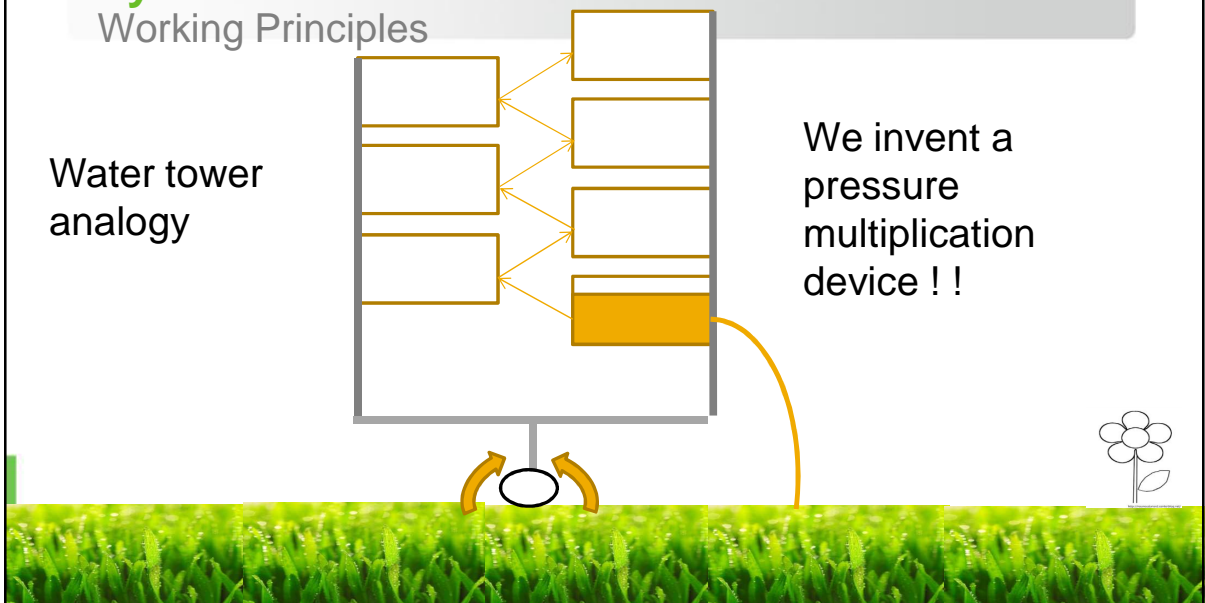 Working Principles
Water tower
analogy
We invent a
pressure
multiplication
device ! !